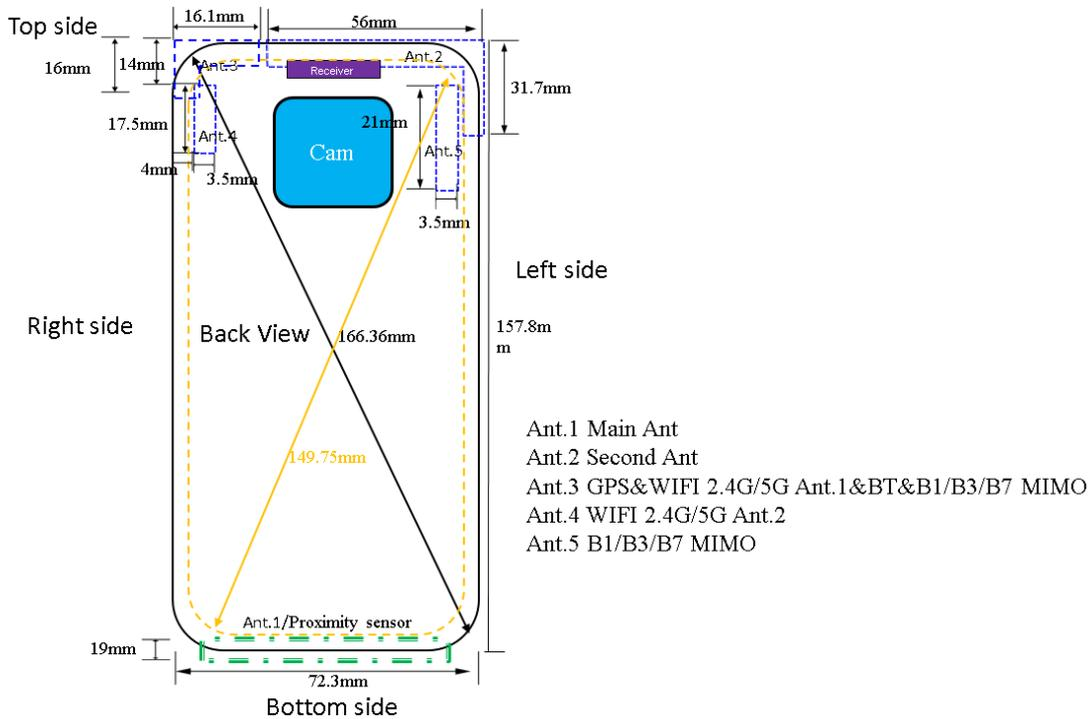 16.1mm
56mm
Top side
16mm
14mm
Ant.3
Ant.2
Receiver
31.7mm
17.5mm
21mm
Ant.4
Cam
Ant.5
4mm
3.5mm
3.5mm
Left side
Right side
Back View
166.36mm
157.8m
m
149.75mm
Ant.1 Main Ant
Ant.2 Second Ant
Ant.3 GPS&WIFI 2.4G/5G Ant.1&BT&B1/B3/B7 MIMO
Ant.4 WIFI 2.4G/5G Ant.2
Ant.5 B1/B3/B7 MIMO
Ant.1/Proximity sensor
19mm
72.3mm
Bottom side